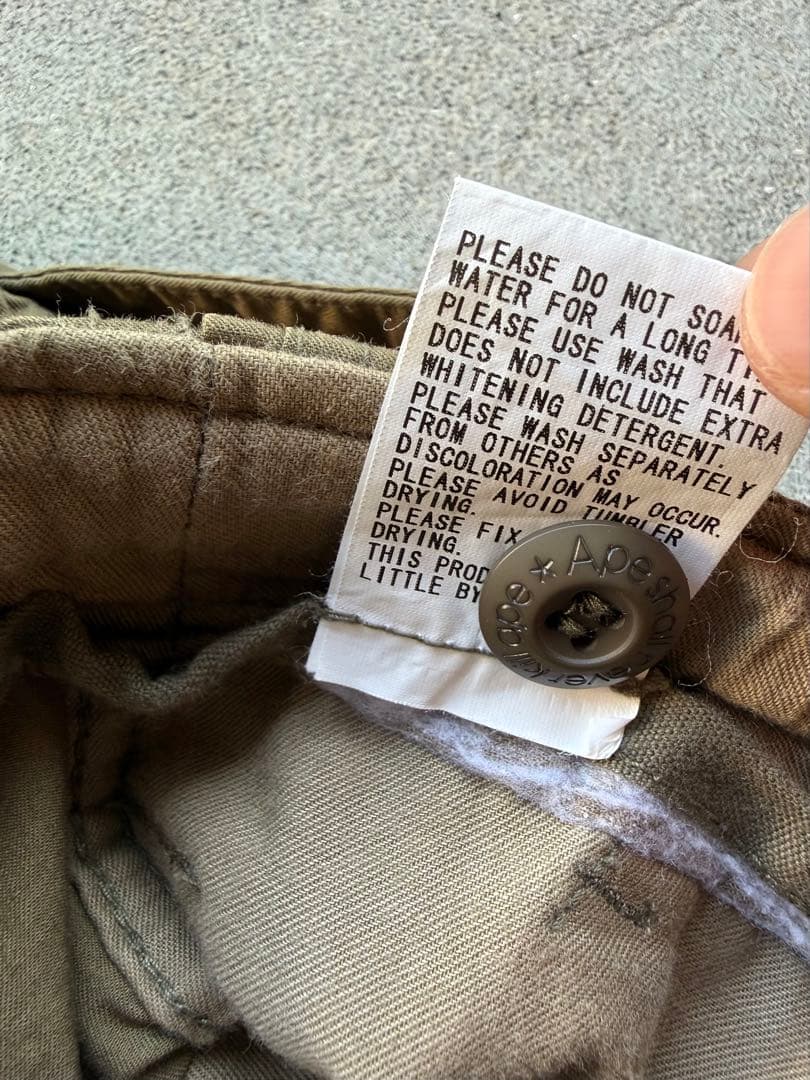 PLEASE DO NOT
WATER FOR A LONG
PLEASE USE WASH THAT
DOES NOT INCLUDE EXTRA
WHITENING DETERGENT.
PLEASE WASH SEPARATELY
FROM OTHERS AS
DISCOLORATION MAY OCCUR.
PLEASE AVOID TUMBLER
DRYING.
PLEASE FIX
DRYING.
THIS
LITTLE BY
Ape shall never kill ape ★